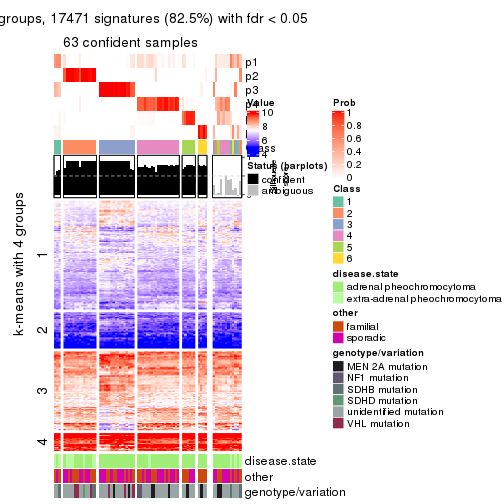 groups, 17471 signatures (82.5%) with fdr < 0.05
63 confident samples
p1
p2
p3
Value
10
8
6
4
Prob
1
0.8
0.6
0.4
0.2
0
Status (barplots)
confident
ambiguous
Class
1
2
3
4
5
6
k-means with 4 groups
1
2
3
4
disease.state
adrenal pheochromocytoma
extra-adrenal pheochromocytoma
other
familial
sporadic
genotype/variation
MEN 2A mutation
NF1 mutation
SDHB mutation
SDHD mutation
unidentified mutation
VHL mutation
disease.state
other
genotype/variation